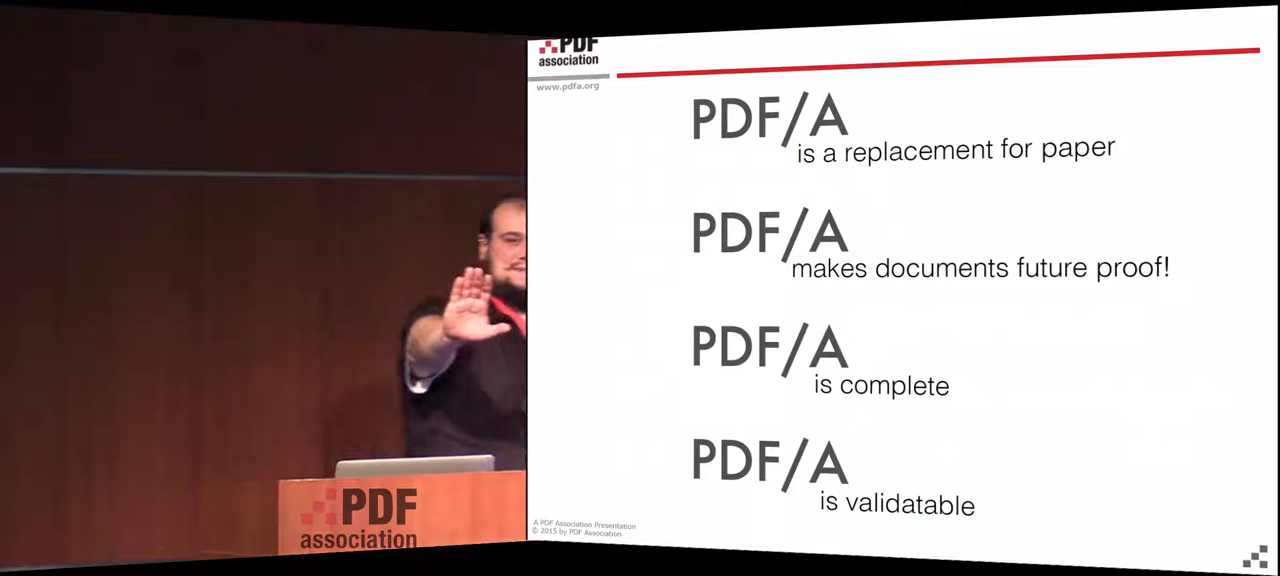 PDF
association
www.pdfa.org
PDF/A
is a replacement for paper
PDF/A
makes documents future proof!
PDF/A
is complete
PDF/A
is validatable
A PDF Association Presentation
© 2015 by PDF Association
PDF
association